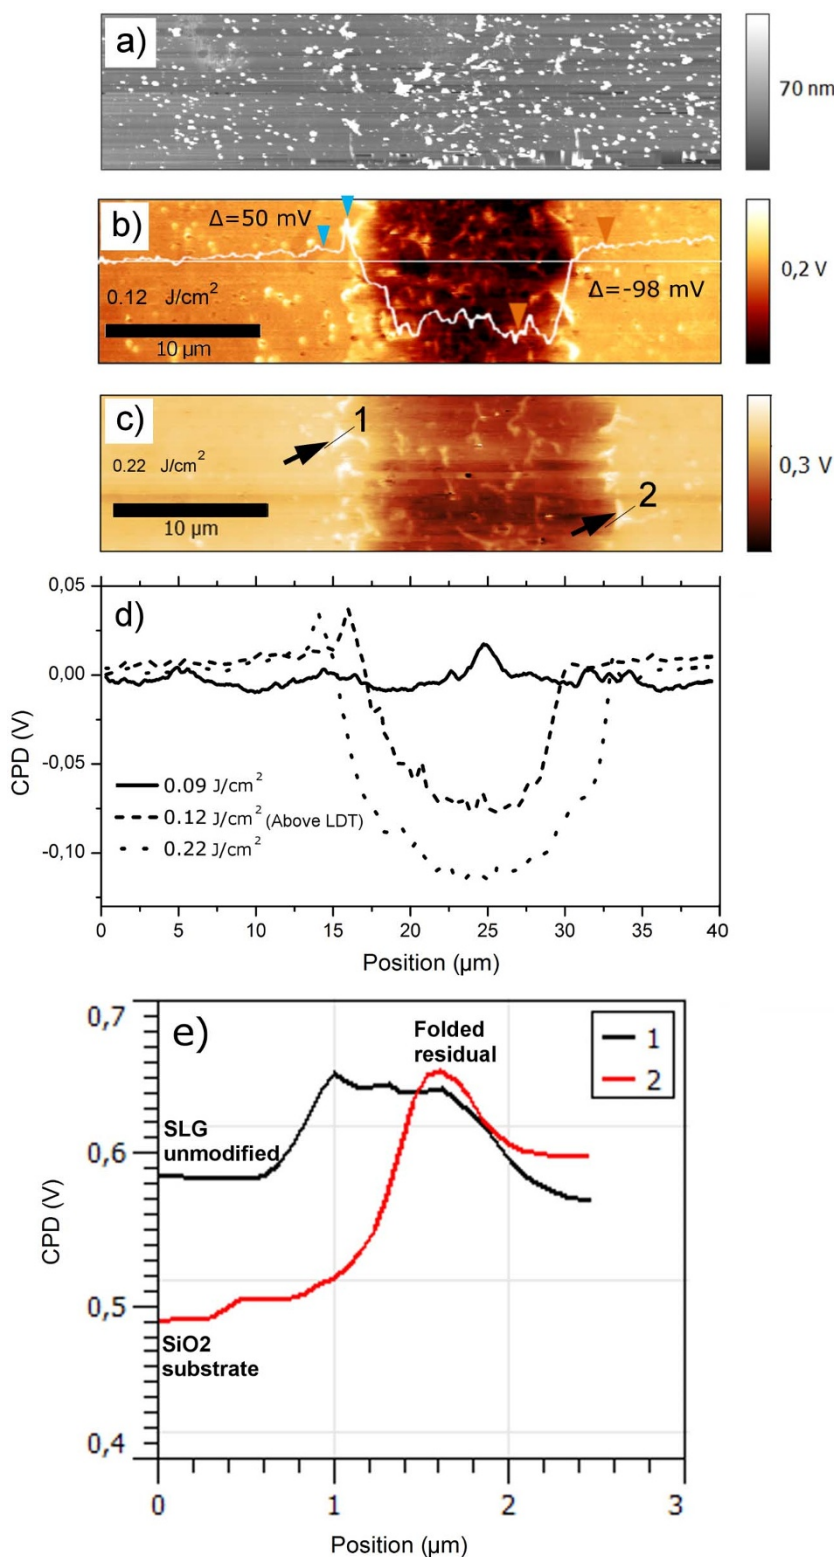 a)
70 nm
b)
Δ=50 mV
Δ=-98 mV
0.12 J/cm²
10 µm
0,2 V
c)
1
0.22 J/cm²
10 µm
2
0,3 V
0,05
d)
0,00
CPD (V)
-0,05
0.09 J/cm²
0.12 J/cm² (Above LDT)
0.22 J/cm²
-0,10
0 5 10 15 20 25 30 35 40
Position (µm)
0,7
e)
Folded
residual
1
2
SLG
unmodified
0,6
CPD (V)
0,5
SiO2
substrate
0,4
0 1 2 3
Position (µm)